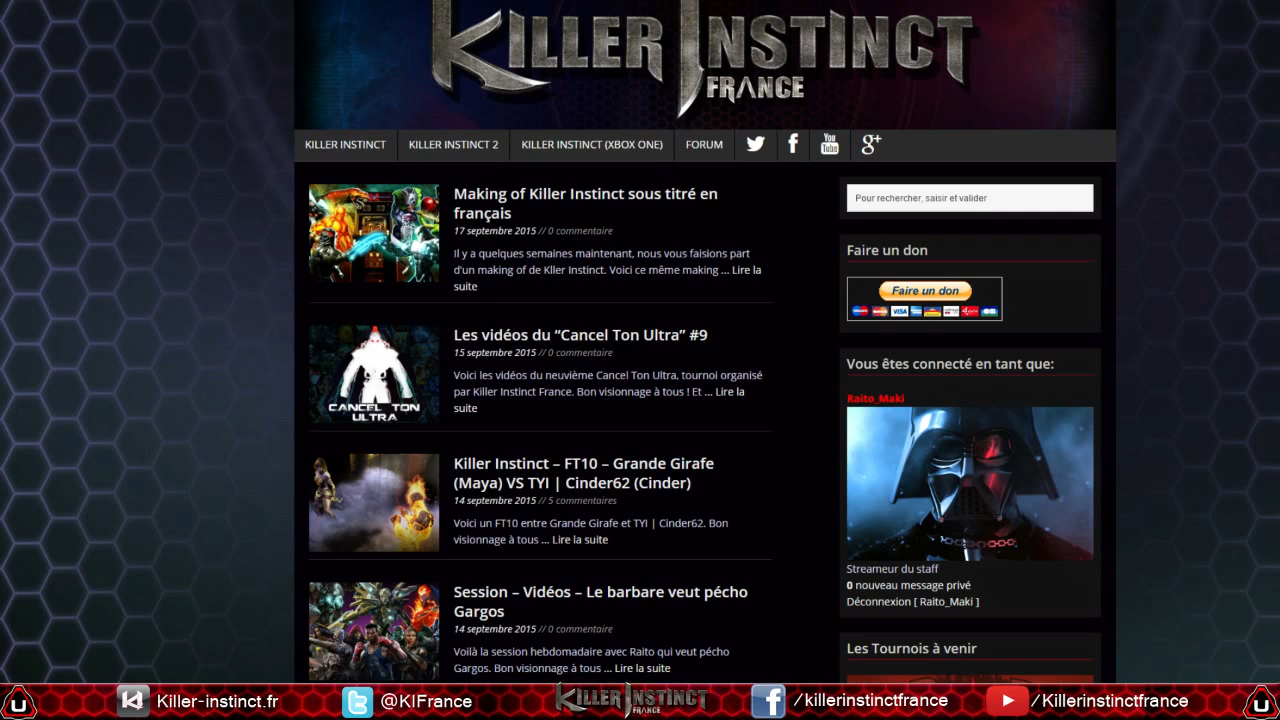 KILLER INSTINCT
FRANCE
KILLER INSTINCT
KILLER INSTINCT 2
KILLER INSTINCT (XBOX ONE)
FORUM
You
Tube
g+
Making of Killer Instinct sous titré en
français
17 septembre 2015 // 0 commentaire
Il y a quelques semaines maintenant, nous vous faisions part
d'un making of de Kller Instinct. Voici ce même making ... Lire la
suite
CANCEL TON
ULTRA
Les vidéos du “Cancel Ton Ultra” #9
15 septembre 2015 // 0 commentaire
Voici les vidéos du neuvième Cancel Ton Ultra, tournoi organisé
par Killer Instinct France. Bon visionnage à tous ! Et ... Lire la
suite
Killer Instinct – FT10 – Grande Girafe
(Maya) VS TYI | Cinder62 (Cinder)
14 septembre 2015 // 5 commentaires
Voici un FT10 entre Grande Girafe et TYI | Cinder62. Bon
visionnage à tous ... Lire la suite
Session – Vidéos – Le barbare veut pécho
Gargos
14 septembre 2015 // 0 commentaire
Voilà la session hebdomadaire avec Raito qui veut pécho
Gargos. Bon visionnage à tous ... Lire la suite
Pour rechercher, saisir et valider
Faire un don
Faire un don
VISA
Vous êtes connecté en tant que:
Raito_Maki
Streameur du staff
0 nouveau message privé
Déconnexion [ Raito_Maki ]
Les Tournois à venir
Killer-instinct.fr
@KIFrance
KILLER INSTINCT
FRANCE
/killerinstinctfrance
/Killerinstinctfrance